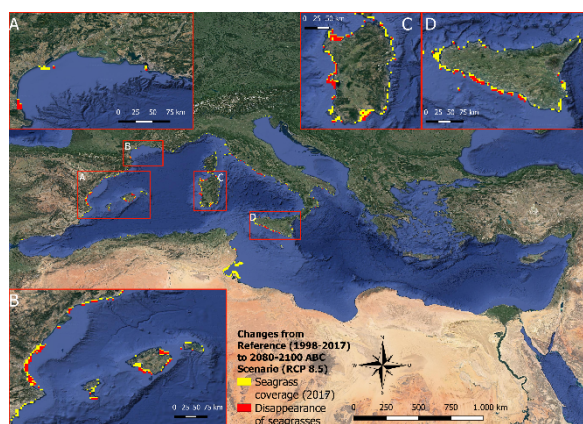 A
0 25 50 75 km
0 25 50 km
C
D
0 25 50 75 km
B
A
C
D
B
0 25 50 75 km
Changes from
Reference (1998-2017)
to 2080-2100 ABC
Scenario (RCP 8.5)
Seagrass
coverage (2017)
Disappearance
of seagrasses
0 500 1.000 km